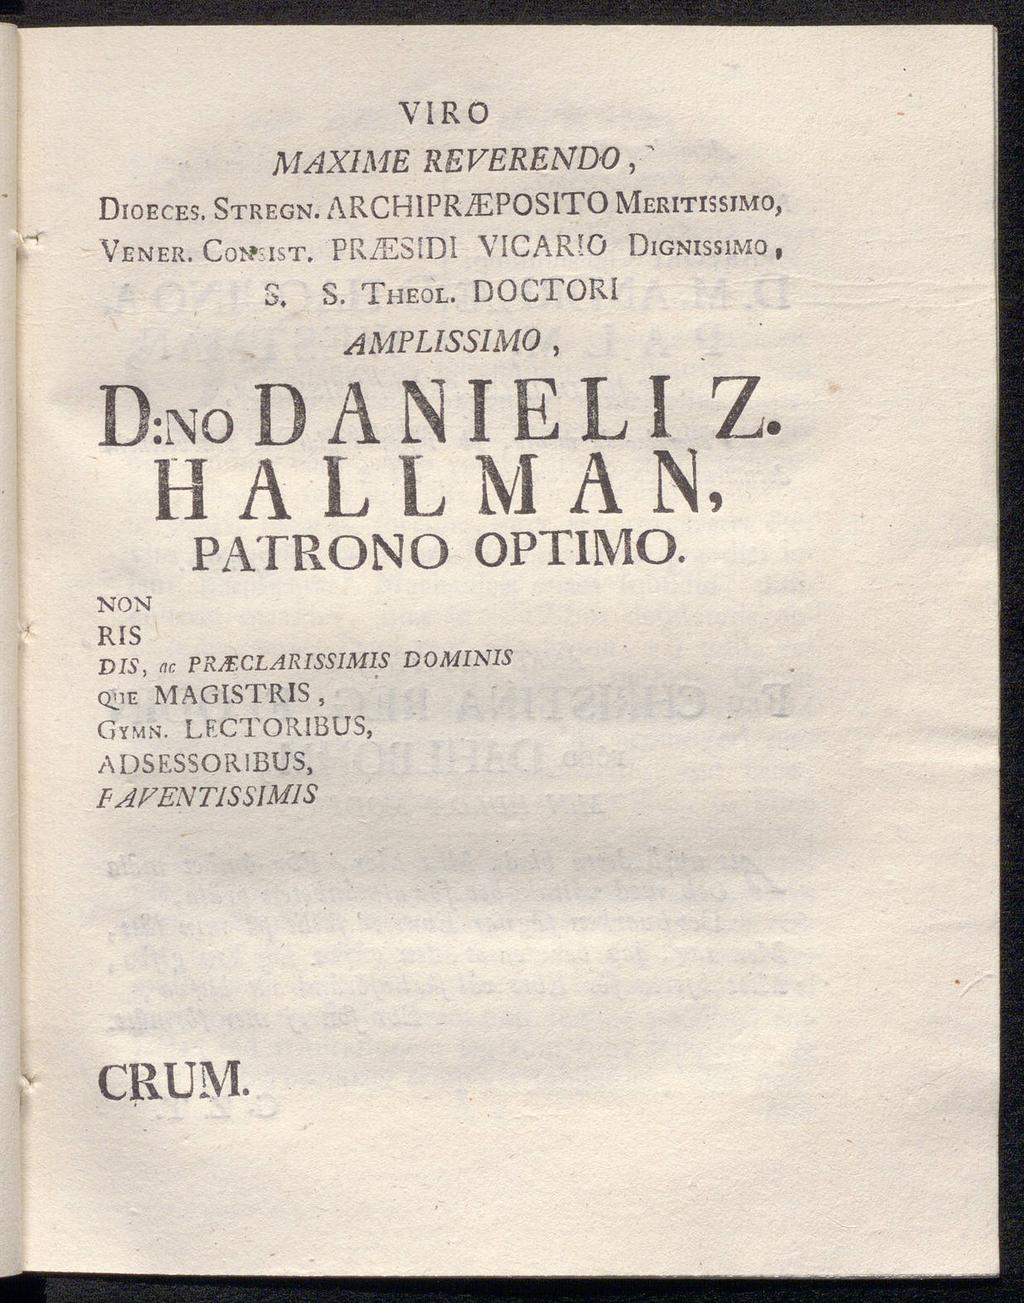 VIRO
MAXIME REVERENDO,
DIOECES. STREGN. ARCHIPRÆPOSITO MERITISSIMO,
VENER. CONSIST. PRÆSIDI VICARIO DIGNISSIMO,
S. S. THEOL. DOCTORI
AMPLISSIMO,
D:NO DANIELI Z.
HALLMAN,
PATRONO OPTIMO.
NON
RIS
DIS, ac PRÆCLARISSIMIS DOMINIS
QUE MAGISTRIS,
GYMN. LECTORIBUS,
ADSESSORIBUS,
FAVENTISSIMIS
CRUM.